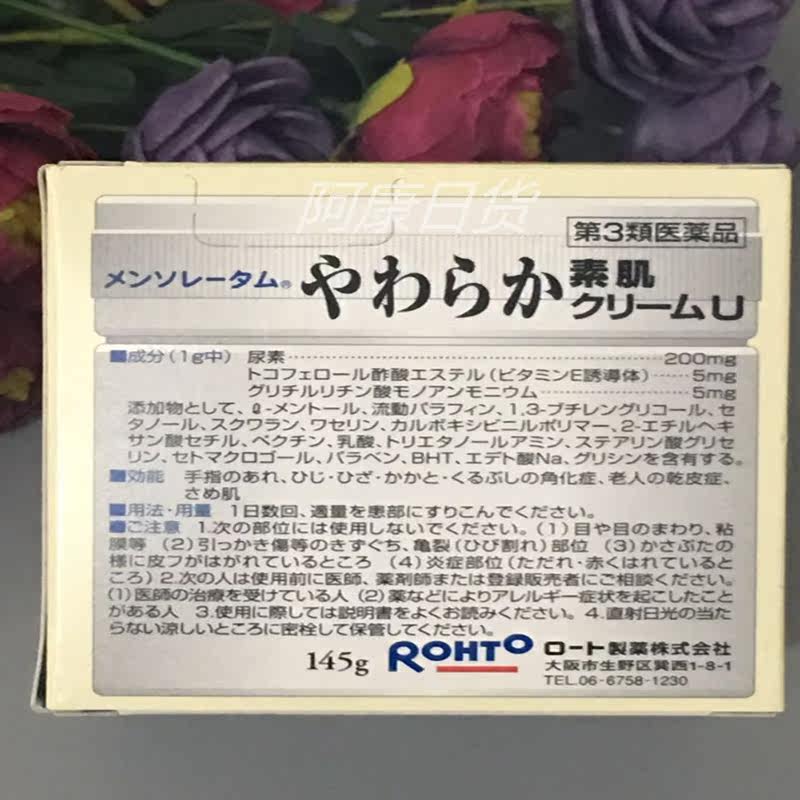 阿康日货
第3類医薬品
メンソレータム® やわらか 素肌
クリームU
■成分(1g中) 尿素…………200mg
トコフェロール酢酸エステル(ビタミンE誘導体)……5mg
グリチルリチン酸モノアンモニウム…………5mg
添加物として、ℓ-メントール、流動パラフィン、1,3-ブチレングリコール、セ
タノール、スクワラン、ワセリン、カルボキシビニルポリマー、2-エチルヘキ
サン酸セチル、ペクチン、乳酸、トリエタノールアミン、ステアリン酸グリセ
リン、セトマクロゴール、パラベン、BHT、エデト酸Na、グリシンを含有する。
■効能 手指のあれ、ひじ・ひざ・かかと・くるぶしの角化症、老人の乾皮症、
さめ肌
■用法・用量 1日数回、適量を患部にすりこんでください。
●ご注意 1.次の部位には使用しないでください。(1)目や目のまわり、粘
膜等 (2)引っかき傷等のきずぐち、亀裂(ひび割れ)部位 (3)かさぶたの
様に皮フがはがれているところ (4)炎症部位(ただれ・赤くはれていると
ころ) 2.次の人は使用前に医師、薬剤師または登録販売者にご相談ください。
(1)医師の治療を受けている人 (2)薬などによりアレルギー症状を起こしたこと
がある人 3.使用に際しては説明書をよくお読みください。4.直射日光の当た
らない涼しいところに密栓して保管してください。
145g ROHTO ロート製薬株式会社
大阪市生野区巽西1-8-1
TEL.06-6758-1230